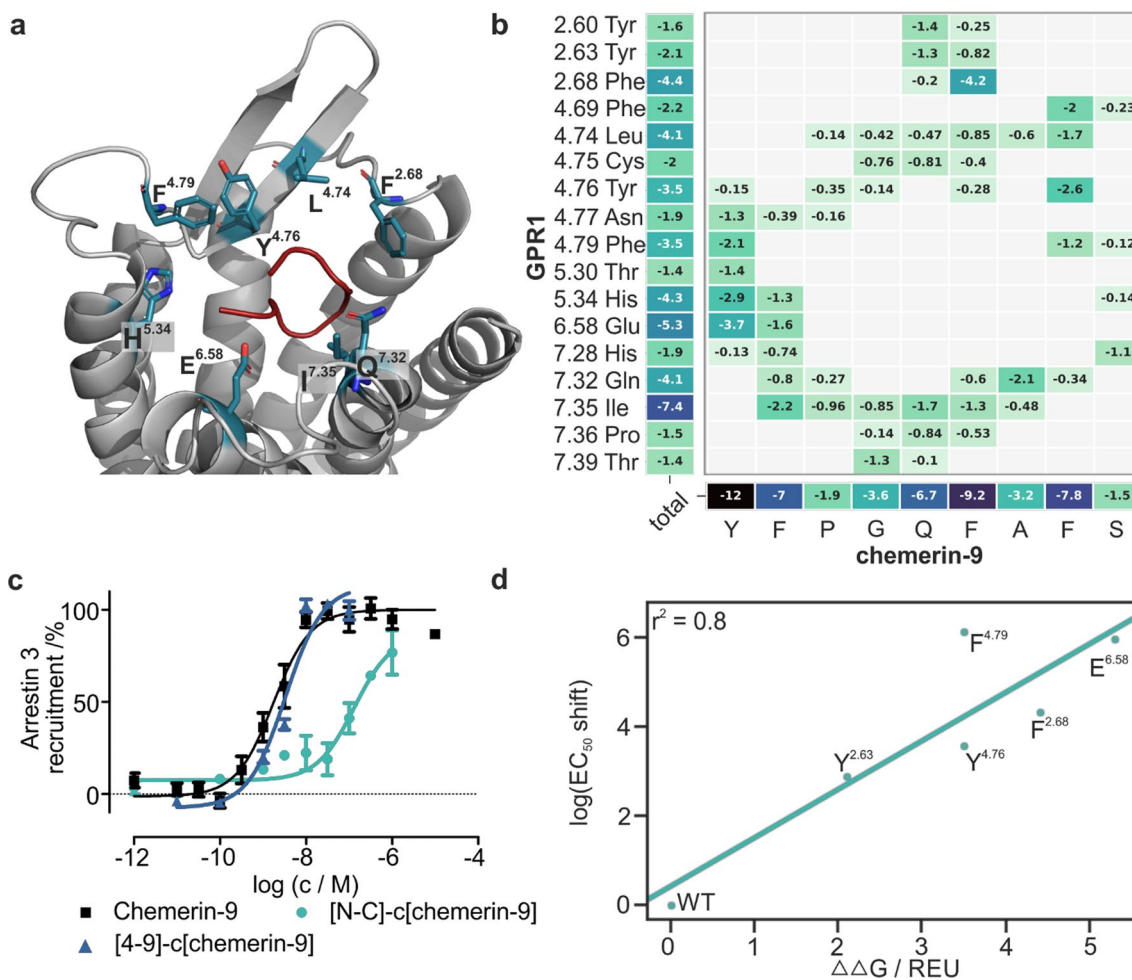 a
F4.79
L4.74
F2.68
Y4.76
H5.34
E6.58
I7.35
Q7.32
b
GPR1
2.60 Tyr -1.6 -1.4 -0.25
2.63 Tyr -2.1 -1.3 -0.82
2.68 Phe -4.4 -0.2 -4.2
4.69 Phe -2.2 -2 -0.23
4.74 Leu -4.1 -0.14 -0.42 -0.47 -0.85 -0.6 -1.7
4.75 Cys -2 -0.76 -0.81 -0.4
4.76 Tyr -3.5 -0.15 -0.35 -0.14 -0.28 -2.6
4.77 Asn -1.9 -1.3 -0.39 -0.16
4.79 Phe -3.5 -2.1 -1.2 -0.12
5.30 Thr -1.4 -1.4
5.34 His -4.3 -2.9 -1.3 -0.14
6.58 Glu -5.3 -3.7 -1.6
7.28 His -1.9 -0.13 -0.74 -1.1
7.32 Gln -4.1 -0.8 -0.27 -0.6 -2.1 -0.34
7.35 Ile -7.4 -2.2 -0.96 -0.85 -1.7 -1.3 -0.48
7.36 Pro -1.5 -0.14 -0.84 -0.53
7.39 Thr -1.4 -1.3 -0.1
total -12 -7 -1.9 -3.6 -6.7 -9.2 -3.2 -7.8 -1.5
Y F P G Q F A F S
chemerin-9
c
Arrestin 3
recruitment /%
100
50
0
-12 -10 -8 -6 -4
log (c / M)
Chemerin-9
[N-C]-c[chemerin-9]
[4-9]-c[chemerin-9]
d
r² = 0.8
log(EC₅₀ shift)
6
4
2
0
F4.79
E6.58
F2.68
Y2.63
Y4.76
WT
0 1 2 3 4 5
△△G / REU